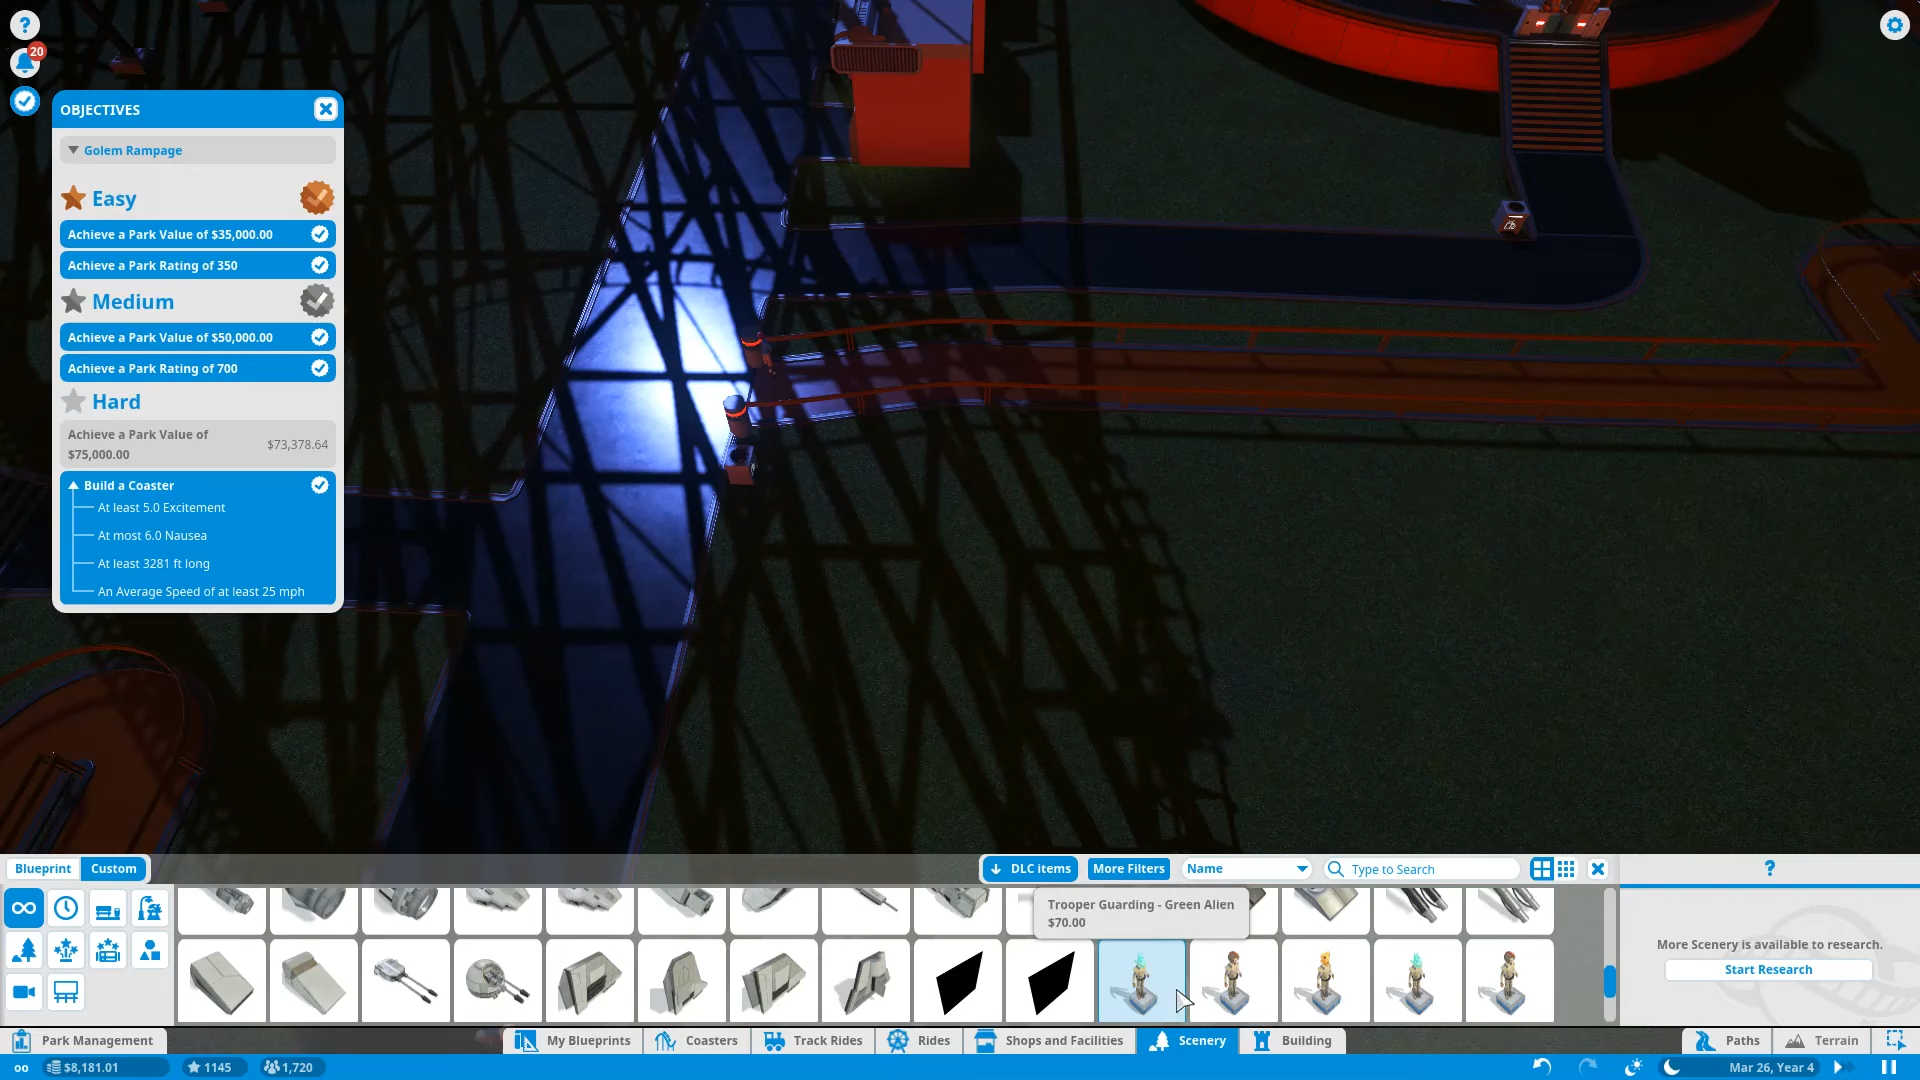 20
OBJECTIVES
Golem Rampage
Easy
Achieve a Park Value of $35,000.00
Achieve a Park Rating of 350
Medium
Achieve a Park Value of $50,000.00
Achieve a Park Rating of 700
Hard
Achieve a Park Value of
$75,000.00
$73,378.64
Build a Coaster
At least 5.0 Excitement
At most 6.0 Nausea
At least 3281 ft long
An Average Speed of at least 25 mph
Blueprint
Custom
DLC items
More Filters
Name
Type to Search
Trooper Guarding - Green Alien
$70.00
More Scenery is available to research.
Start Research
Park Management
My Blueprints
Coasters
Track Rides
Rides
Shops and Facilities
Scenery
Building
Paths
Terrain
$8,181.01
1145
1,720
Mar 26, Year 4